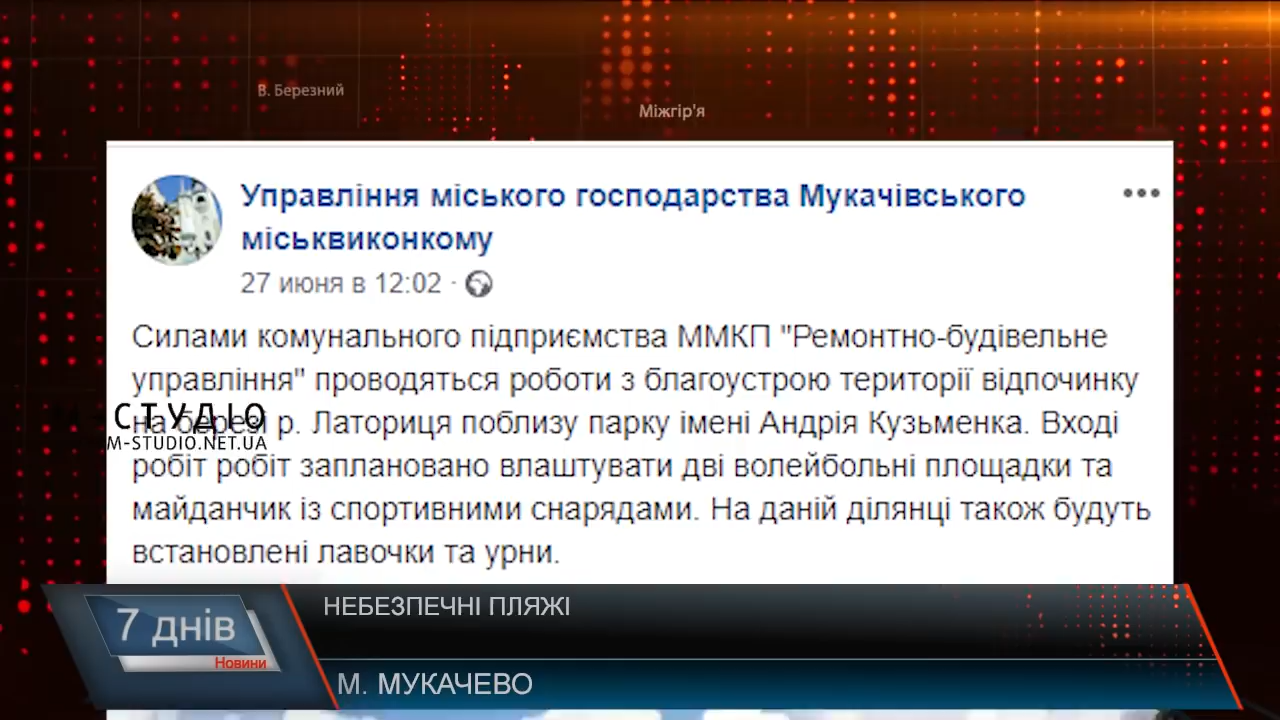 В. Березний
Міжгір'я
Управління міського господарства Мукачівського
міськвиконкому
27 июня в 12:02 ·
Силами комунального підприємства ММКП "Ремонтно-будівельне
управління" проводяться роботи з благоустрою території відпочинку
на березі р. Латориця поблизу парку імені Андрія Кузьменка. Вході
робіт робіт заплановано влаштувати дві волейбольні площадки та
майданчик із спортивними снарядами. На даній ділянці також будуть
встановлені лавочки та урни.
М-СТУДІО
M-STUDIO.NET.UA
НЕБЕЗПЕЧНІ ПЛЯЖІ
7 днів
Новини
М. МУКАЧЕВО